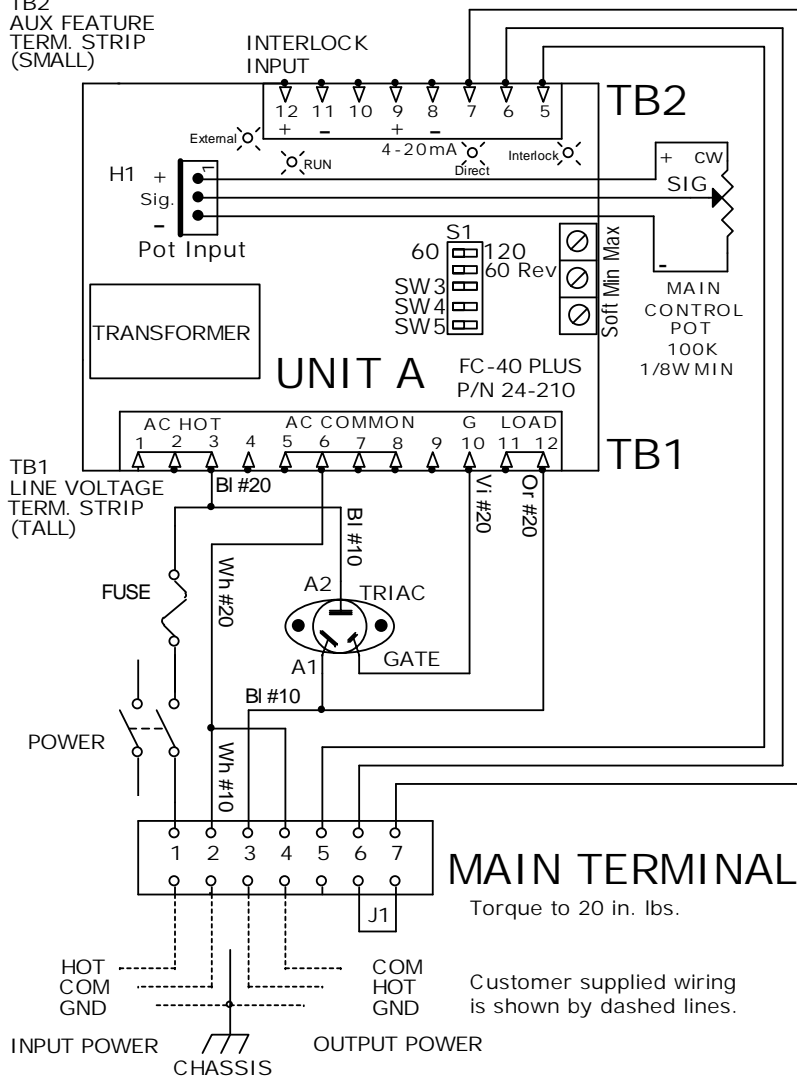 TB2
AUX FEATURE
TERM. STRIP
(SMALL)
INTERLOCK
INPUT
TB2
12 11 10 9 8 7 6 5
+ - + -
4-20mA
External
RUN
Direct
Interlock
H1
+
Sig.
-
1
Pot Input
+ CW
SIG
-
MAIN
CONTROL
POT
100K
1/8W MIN
S1
60 120
60 Rev
SW3
SW4
SW5
Soft Min Max
TRANSFORMER
UNIT A
FC-40 PLUS
P/N 24-210
AC HOT AC COMMON G LOAD
1 2 3 4 5 6 7 8 9 10 11 12
TB1
TB1
LINE VOLTAGE
TERM. STRIP
(TALL)
Bl #20
Bl #10
Vi #20
Or #20
Wh #20
FUSE
A2
TRIAC
A1
GATE
Bl #10
POWER
Wh #10
1 2 3 4 5 6 7
J1
MAIN TERMINAL
Torque to 20 in. lbs.
HOT
COM
GND
COM
HOT
GND
Customer supplied wiring
is shown by dashed lines.
INPUT POWER
CHASSIS
OUTPUT POWER